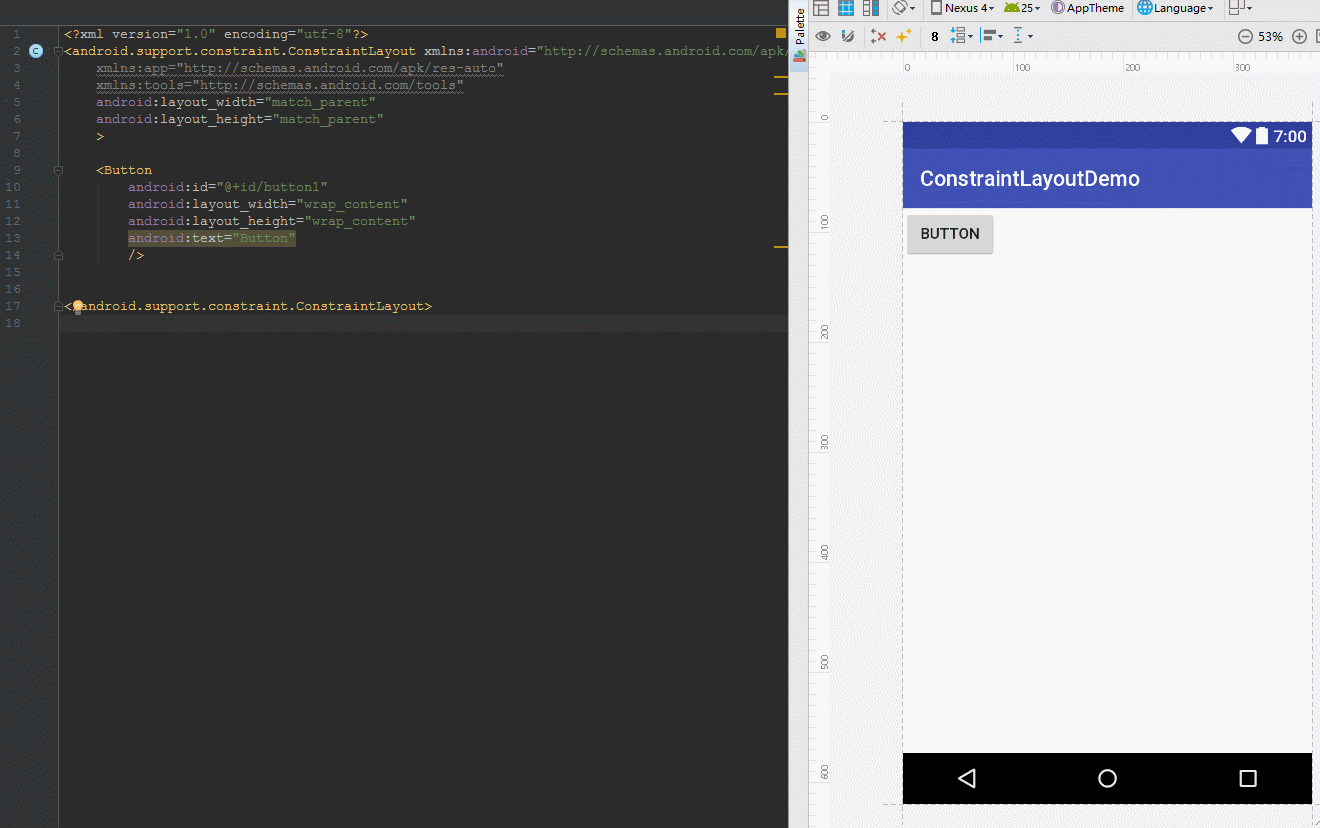 1 <?xml version="1.0" encoding="utf-8"?>
2 <android.support.constraint.ConstraintLayout xmlns:android="http://schemas.android.com/apk/
3 xmlns:app="http://schemas.android.com/apk/res-auto"
4 xmlns:tools="http://schemas.android.com/tools"
5 android:layout_width="match_parent"
6 android:layout_height="match_parent"
7 >
8
9 <Button
10 android:id="@+id/button1"
11 android:layout_width="wrap_content"
12 android:layout_height="wrap_content"
13 android:text="Button"
14 />
15
16
17 <android.support.constraint.ConstraintLayout>
18
C
Palette
Nexus 4 25 AppTheme Language
8 53%
0 100 200 300
0
100
200
300
400
500
600
7:00
ConstraintLayoutDemo
BUTTON